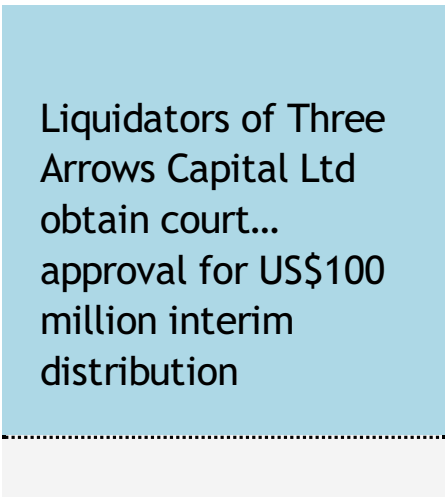 Liquidators of Three
Arrows Capital Ltd
obtain court…
approval for US$100
million interim
distribution